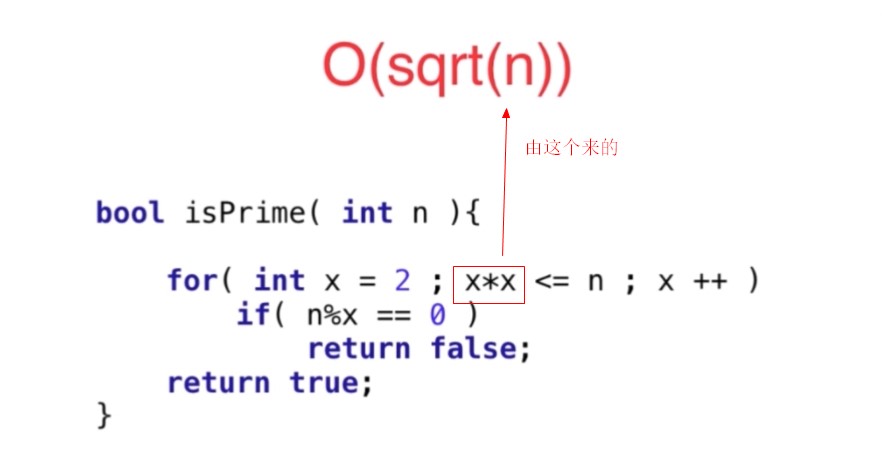 O(sqrt(n))
由这个来的
bool isPrime( int n ){
for( int x = 2 ; x*x <= n ; x ++ )
if( n%x == 0 )
return false;
return true;
}